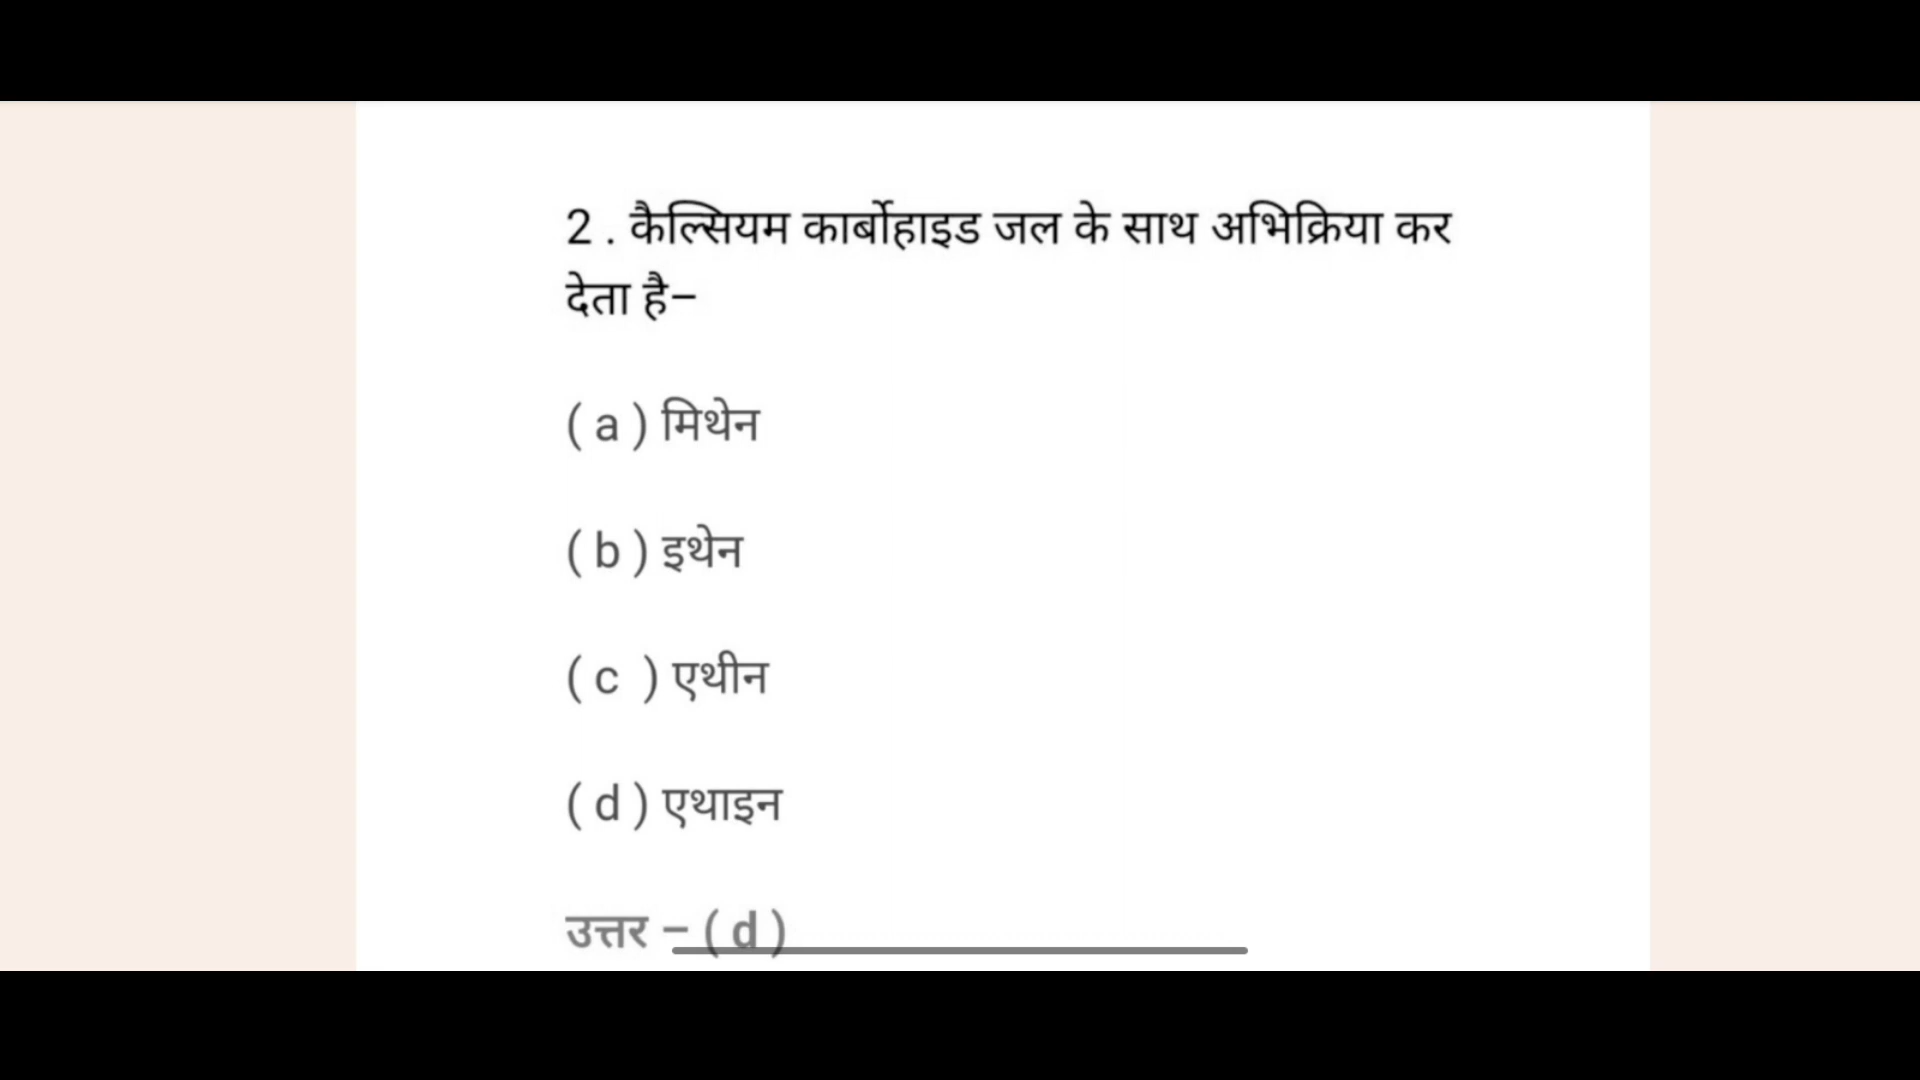 2 . कैल्सियम कार्बोहाइड जल के साथ अभिक्रिया कर
देता है–
( a ) मिथेन
( b ) इथेन
( c ) एथीन
( d ) एथाइन
उत्तर – ( d )